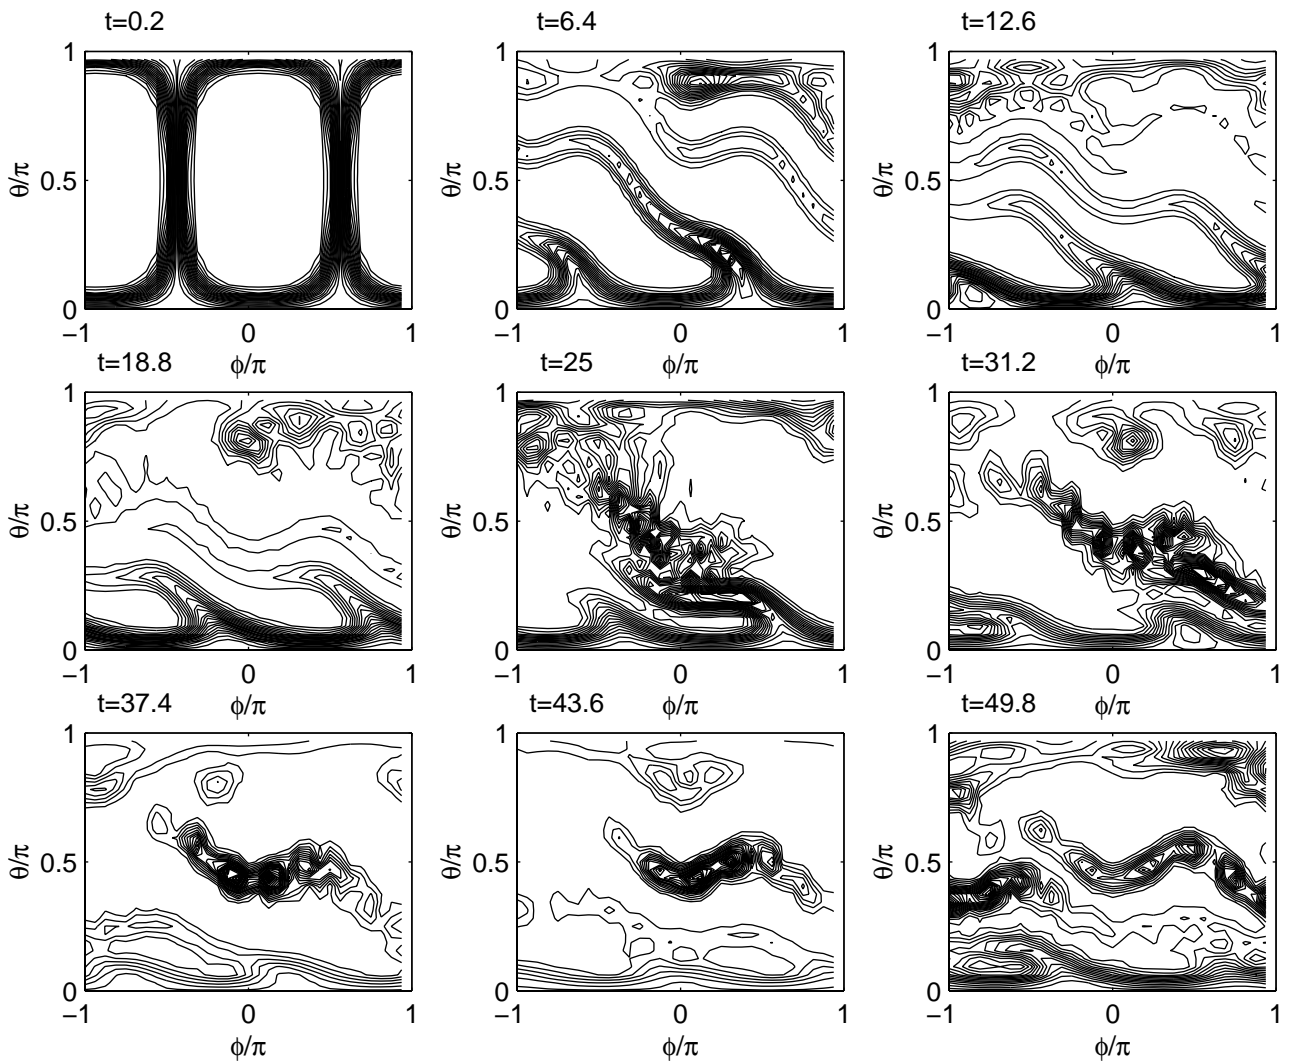 t=0.2 t=6.4 t=12.6
1 1 1
θ/π 0.5 θ/π 0.5 θ/π 0.5
0 0 0
−1 0 1 −1 0 1 −1 0 1
t=18.8 ϕ/π t=25 ϕ/π t=31.2 ϕ/π
1 1 1
θ/π 0.5 θ/π 0.5 θ/π 0.5
0 0 0
−1 0 1 −1 0 1 −1 0 1
t=37.4 ϕ/π t=43.6 ϕ/π t=49.8 ϕ/π
1 1 1
θ/π 0.5 θ/π 0.5 θ/π 0.5
0 0 0
−1 0 1 −1 0 1 −1 0 1
ϕ/π ϕ/π ϕ/π